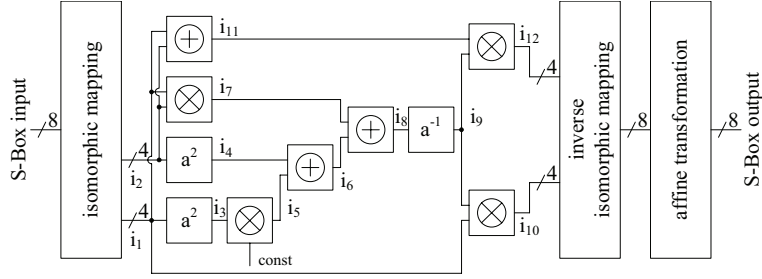 S-Box input
8
isomorphic mapping
4
i2
4
i1
i11
i7
a2
i4
a2
i3
const
i5
i6
i8
a-1
i9
i12
4
i10
4
inverse
isomorphic mapping
8
affine transformation
8
S-Box output